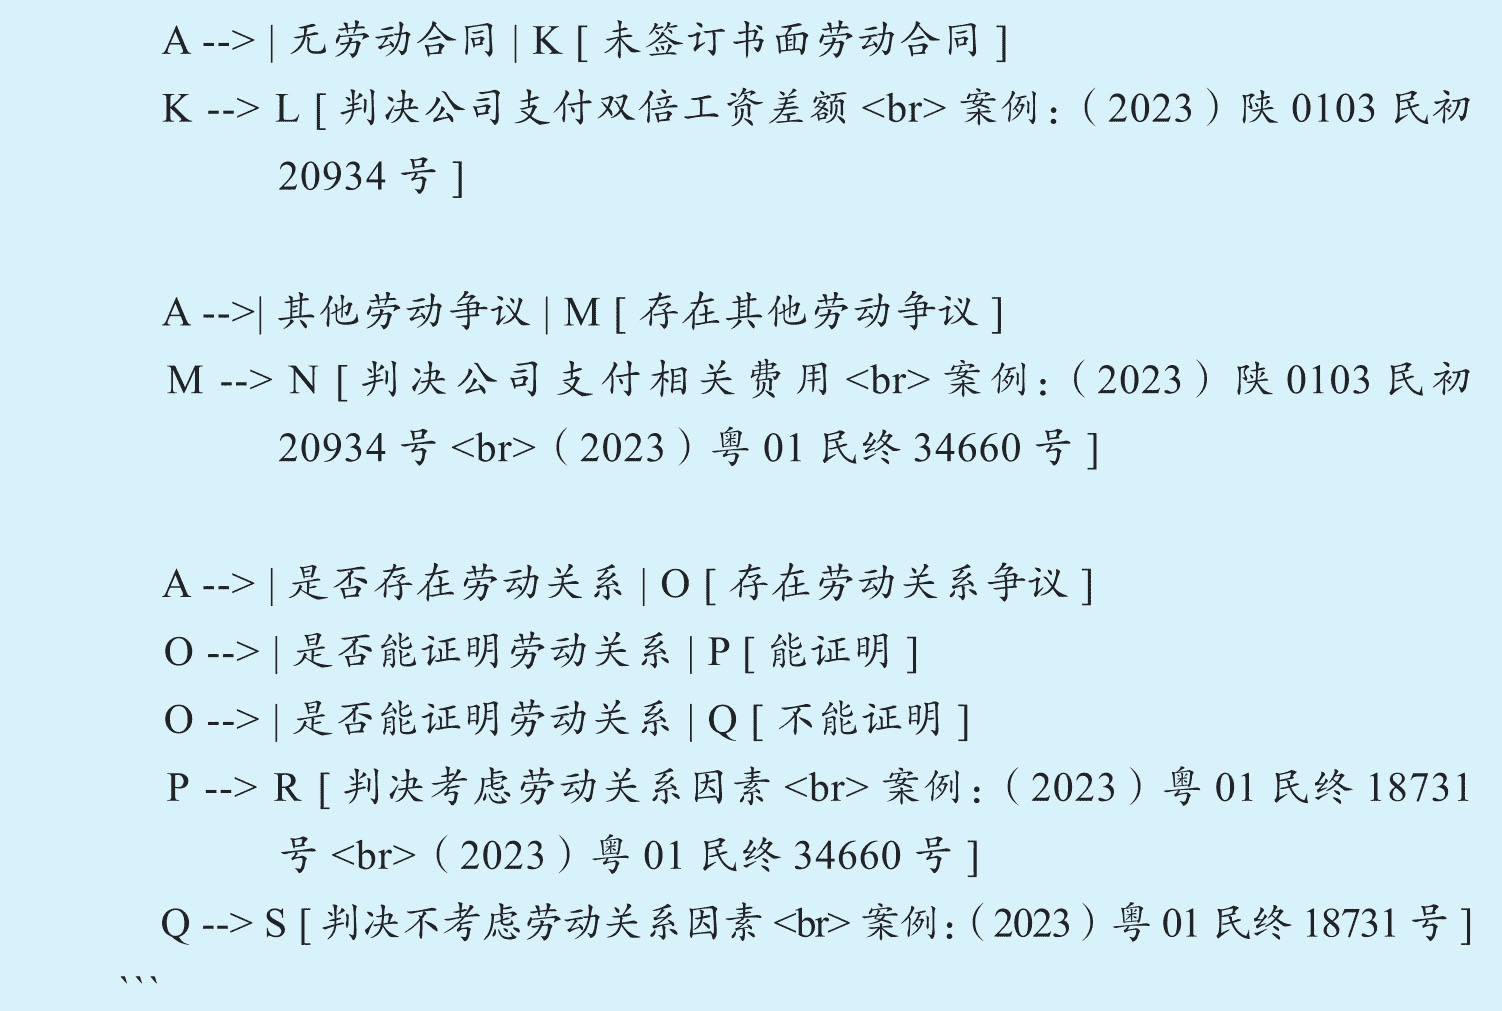 A --> | 无劳动合同 | K [ 未签订书面劳动合同 ]
K --> L [ 判决公司支付双倍工资差额 <br> 案例：（2023）陕 0103 民初
20934 号 ]
A -->| 其他劳动争议 | M [ 存在其他劳动争议 ]
M --> N [ 判决公司支付相关费用 <br> 案例：（2023）陕 0103 民初
20934 号 <br>（2023）粤 01 民终 34660 号 ]
A --> | 是否存在劳动关系 | O [ 存在劳动关系争议 ]
O --> | 是否能证明劳动关系 | P [ 能证明 ]
O --> | 是否能证明劳动关系 | Q [ 不能证明 ]
P --> R [ 判决考虑劳动关系因素 <br> 案例：（2023）粤 01 民终 18731
号 <br>（2023）粤 01 民终 34660 号 ]
Q --> S [ 判决不考虑劳动关系因素 <br> 案例：（2023）粤 01 民终 18731 号 ]
```